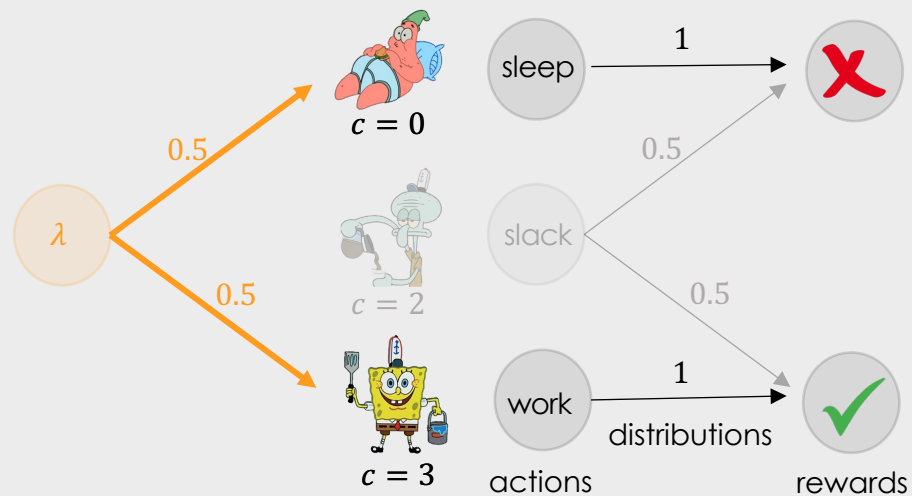 sleep
1
c = 0
0.5
0.5
λ
slack
0.5
0.5
c = 2
work
1
distributions
c = 3
actions
rewards